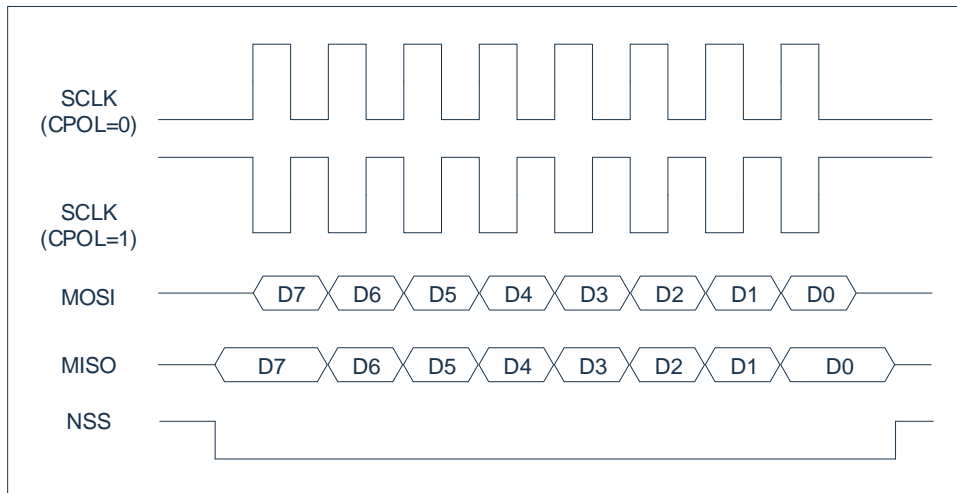 SCLK
(CPOL=0)
SCLK
(CPOL=1)
MOSI D7 D6 D5 D4 D3 D2 D1 D0
MISO D7 D6 D5 D4 D3 D2 D1 D0
NSS